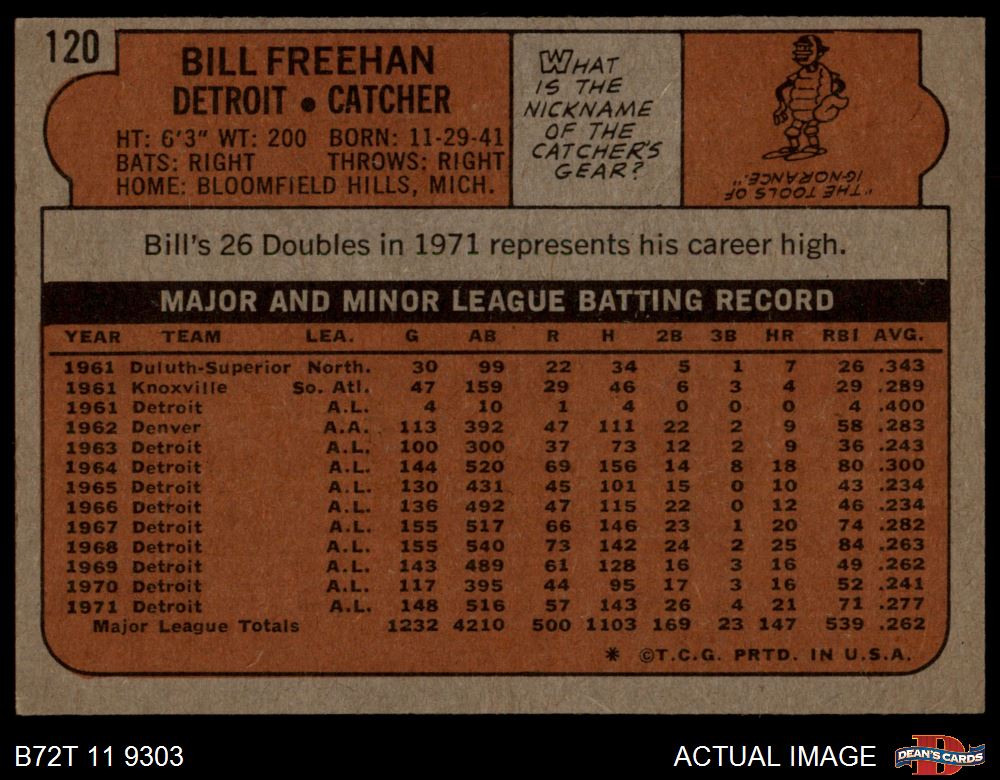 120
BILL FREEHAN
DETROIT • CATCHER
HT: 6'3" WT: 200 BORN: 11-29-41
BATS: RIGHT THROWS: RIGHT
HOME: BLOOMFIELD HILLS, MICH.
WHAT
IS THE
NICKNAME
OF THE
CATCHER'S
GEAR?
"THE TOOLS OF
IGNORANCE."
Bill's 26 Doubles in 1971 represents his career high.
MAJOR AND MINOR LEAGUE BATTING RECORD
YEAR TEAM LEA. G AB R H 2B 3B HR RBI AVG.
1961 Duluth-Superior North. 30 99 22 34 5 1 7 26 .343
1961 Knoxville So. Atl. 47 159 29 46 6 3 4 29 .289
1961 Detroit A.L. 4 10 1 4 0 0 0 4 .400
1962 Denver A.A. 113 392 47 111 22 2 9 58 .283
1963 Detroit A.L. 100 300 37 73 12 2 9 36 .243
1964 Detroit A.L. 144 520 69 156 14 8 18 80 .300
1965 Detroit A.L. 130 431 45 101 15 0 10 43 .234
1966 Detroit A.L. 136 492 47 115 22 0 12 46 .234
1967 Detroit A.L. 155 517 66 146 23 1 20 74 .282
1968 Detroit A.L. 155 540 73 142 24 2 25 84 .263
1969 Detroit A.L. 143 489 61 128 16 3 16 49 .262
1970 Detroit A.L. 117 395 44 95 17 3 16 52 .241
1971 Detroit A.L. 148 516 57 143 26 4 21 71 .277
Major League Totals 1232 4210 500 1103 169 23 147 539 .262
* ©T.C.G. PRTD. IN U.S.A.
B72T 11 9303
ACTUAL IMAGE
DEAN'S CARDS